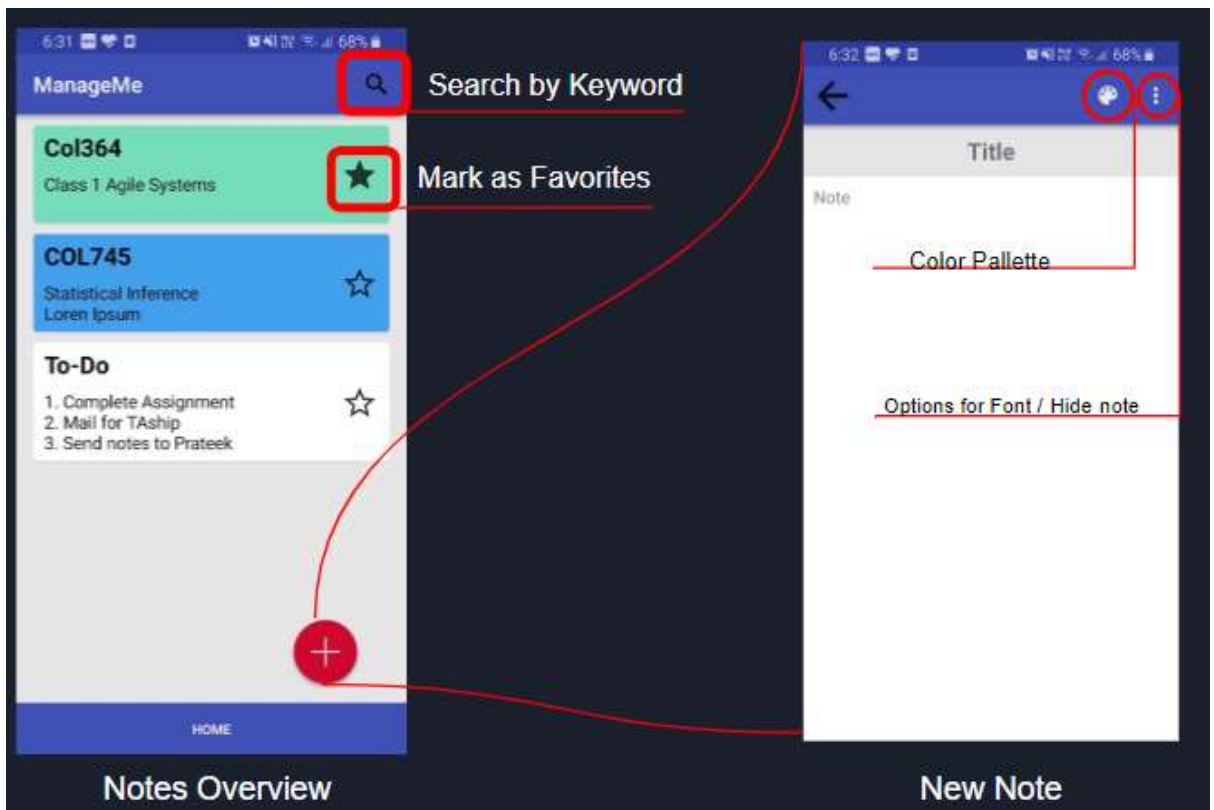 6:31
68%
ManageMe
Search by Keyword
Col364
Class 1 Agile Systems
Mark as Favorites
COL745
Statistical Inference
Loren Ipsum
To-Do
1. Complete Assignment
2. Mail for TAship
3. Send notes to Prateek
HOME
Notes Overview
6:32
68%
Title
Note
Color Pallette
Options for Font / Hide note
New Note